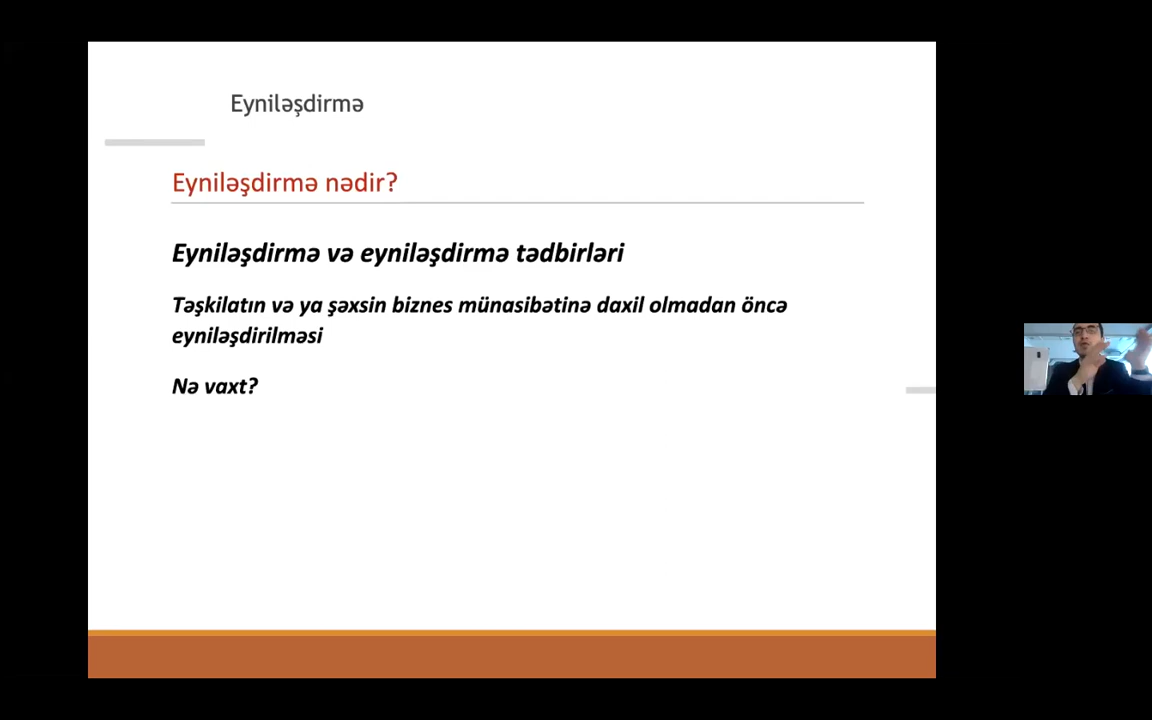 Eyniləşdirmə
Eyniləşdirmə nədir?
Eyniləşdirmə və eyniləşdirmə tədbirləri
Təşkilatın və ya şəxsin biznes münasibətinə daxil olmadan öncə
eyniləşdirilməsi
Nə vaxt?